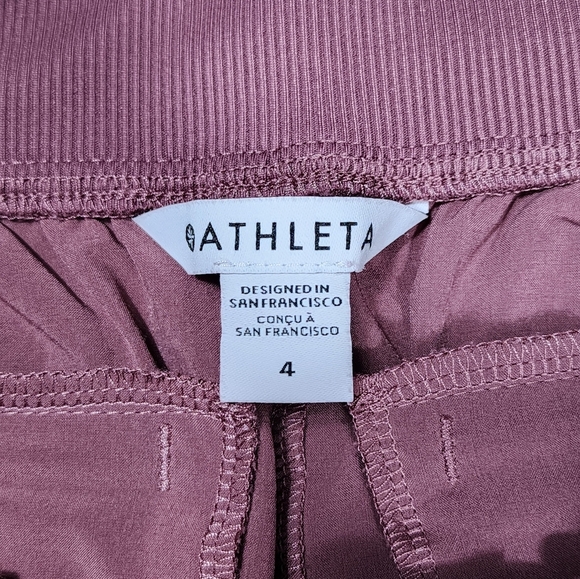 ATHLETA
DESIGNED IN
SAN FRANCISCO
CONÇU À
SAN FRANCISCO
4